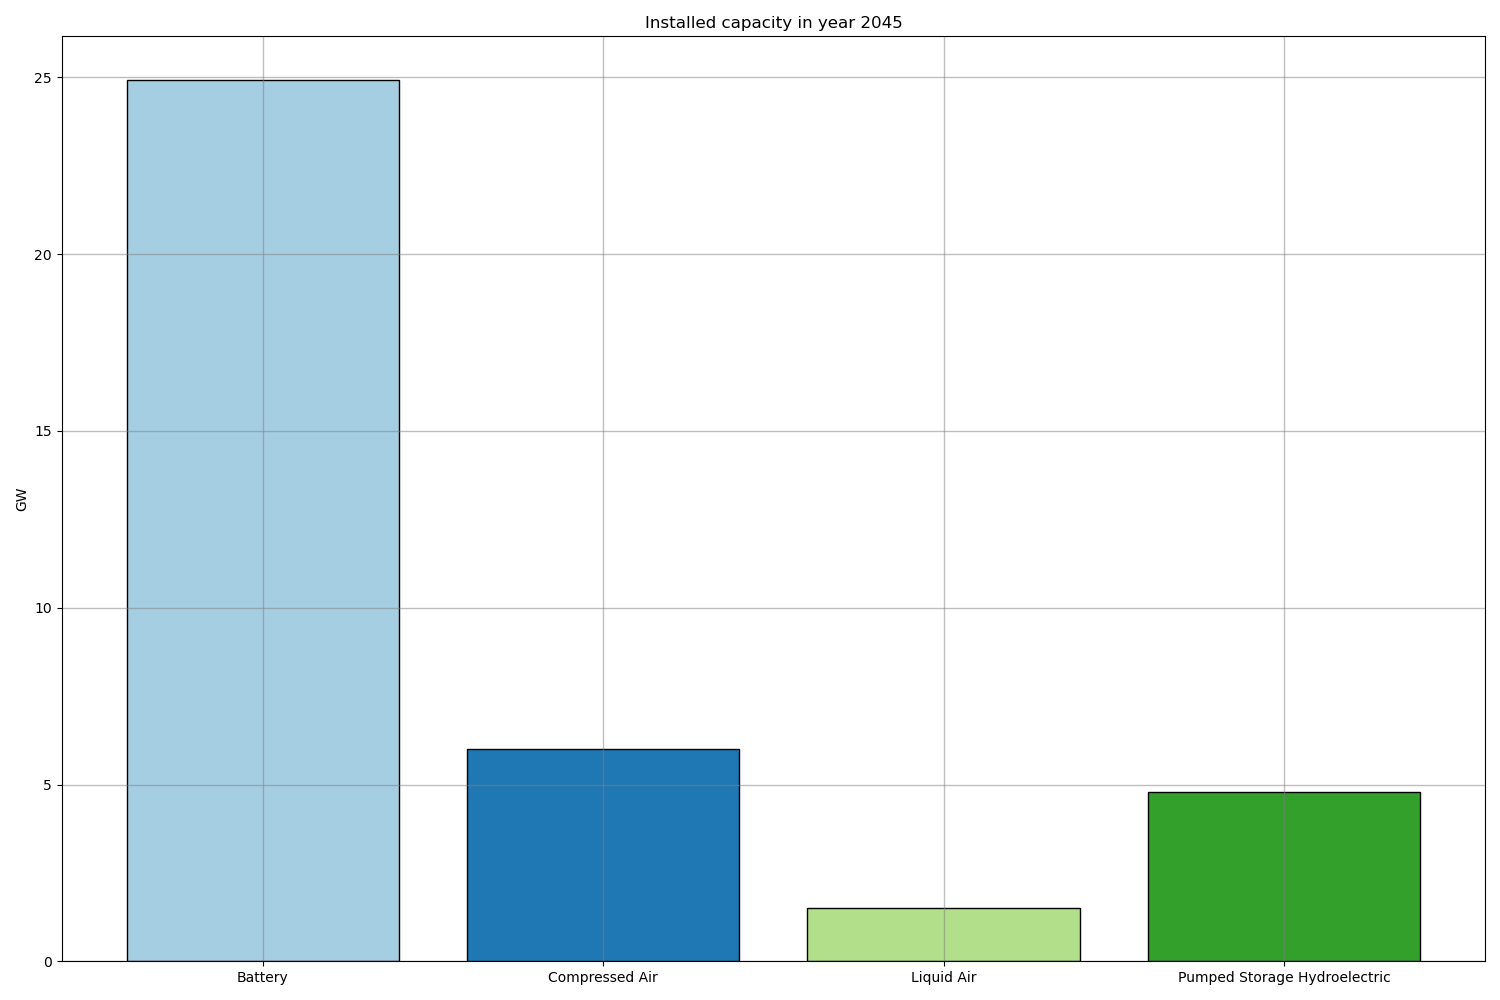 Installed capacity in year 2045
25
20
15
10
5
0
GW
Battery
Compressed Air
Liquid Air
Pumped Storage Hydroelectric